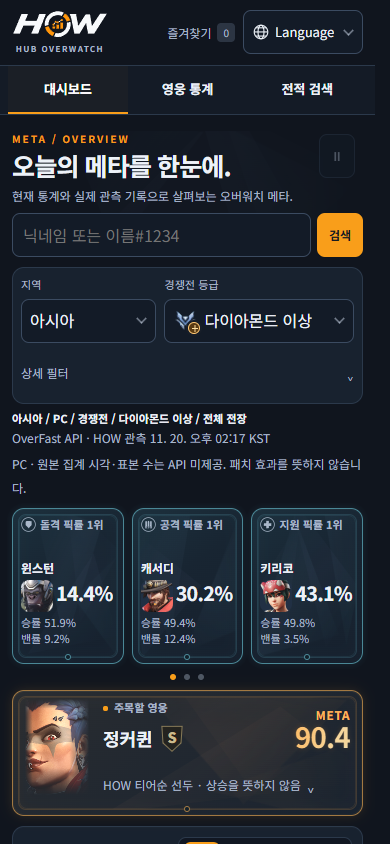 HOW
HUB OVERWATCH
즐겨찾기 0
Language
대시보드 영웅 통계 전적 검색
META / OVERVIEW
오늘의 메타를 한눈에.
현재 통계와 실제 관측 기록으로 살펴보는 오버워치 메타.
닉네임 또는 이름#1234 검색
지역 경쟁전 등급
아시아 다이아몬드 이상
상세 필터
아시아 / PC / 경쟁전 / 다이아몬드 이상 / 전체 전장
OverFast API · HOW 관측 11. 20. 오후 02:17 KST
PC · 원본 집계 시각·표본 수는 API 미제공. 패치 효과를 뜻하지 않습니
다.
돌격 픽률 1위
윈스턴
14.4%
승률 51.9%
밴률 9.2%
공격 픽률 1위
캐서디
30.2%
승률 49.4%
밴률 12.4%
지원 픽률 1위
키리코
43.1%
승률 49.8%
밴률 3.5%
주목할 영웅
정커퀸 S
META
90.4
HOW 티어순 선두 · 상승을 뜻하지 않음